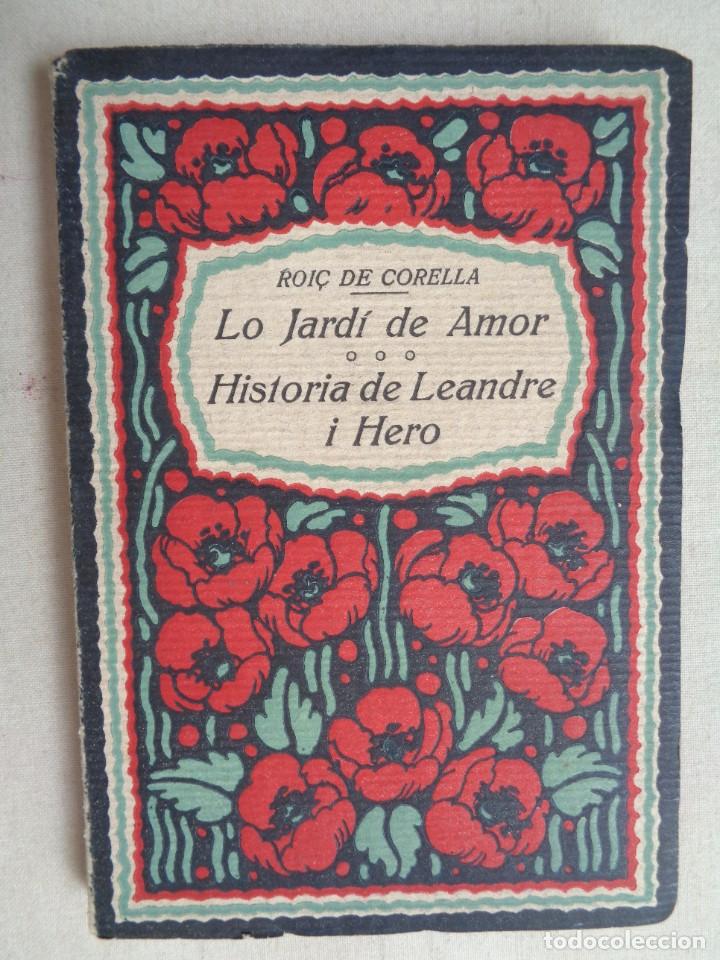 ROIÇ DE CORELLA
Lo Jardí de Amor
Historia de Leandre
i Hero
todocoleccion